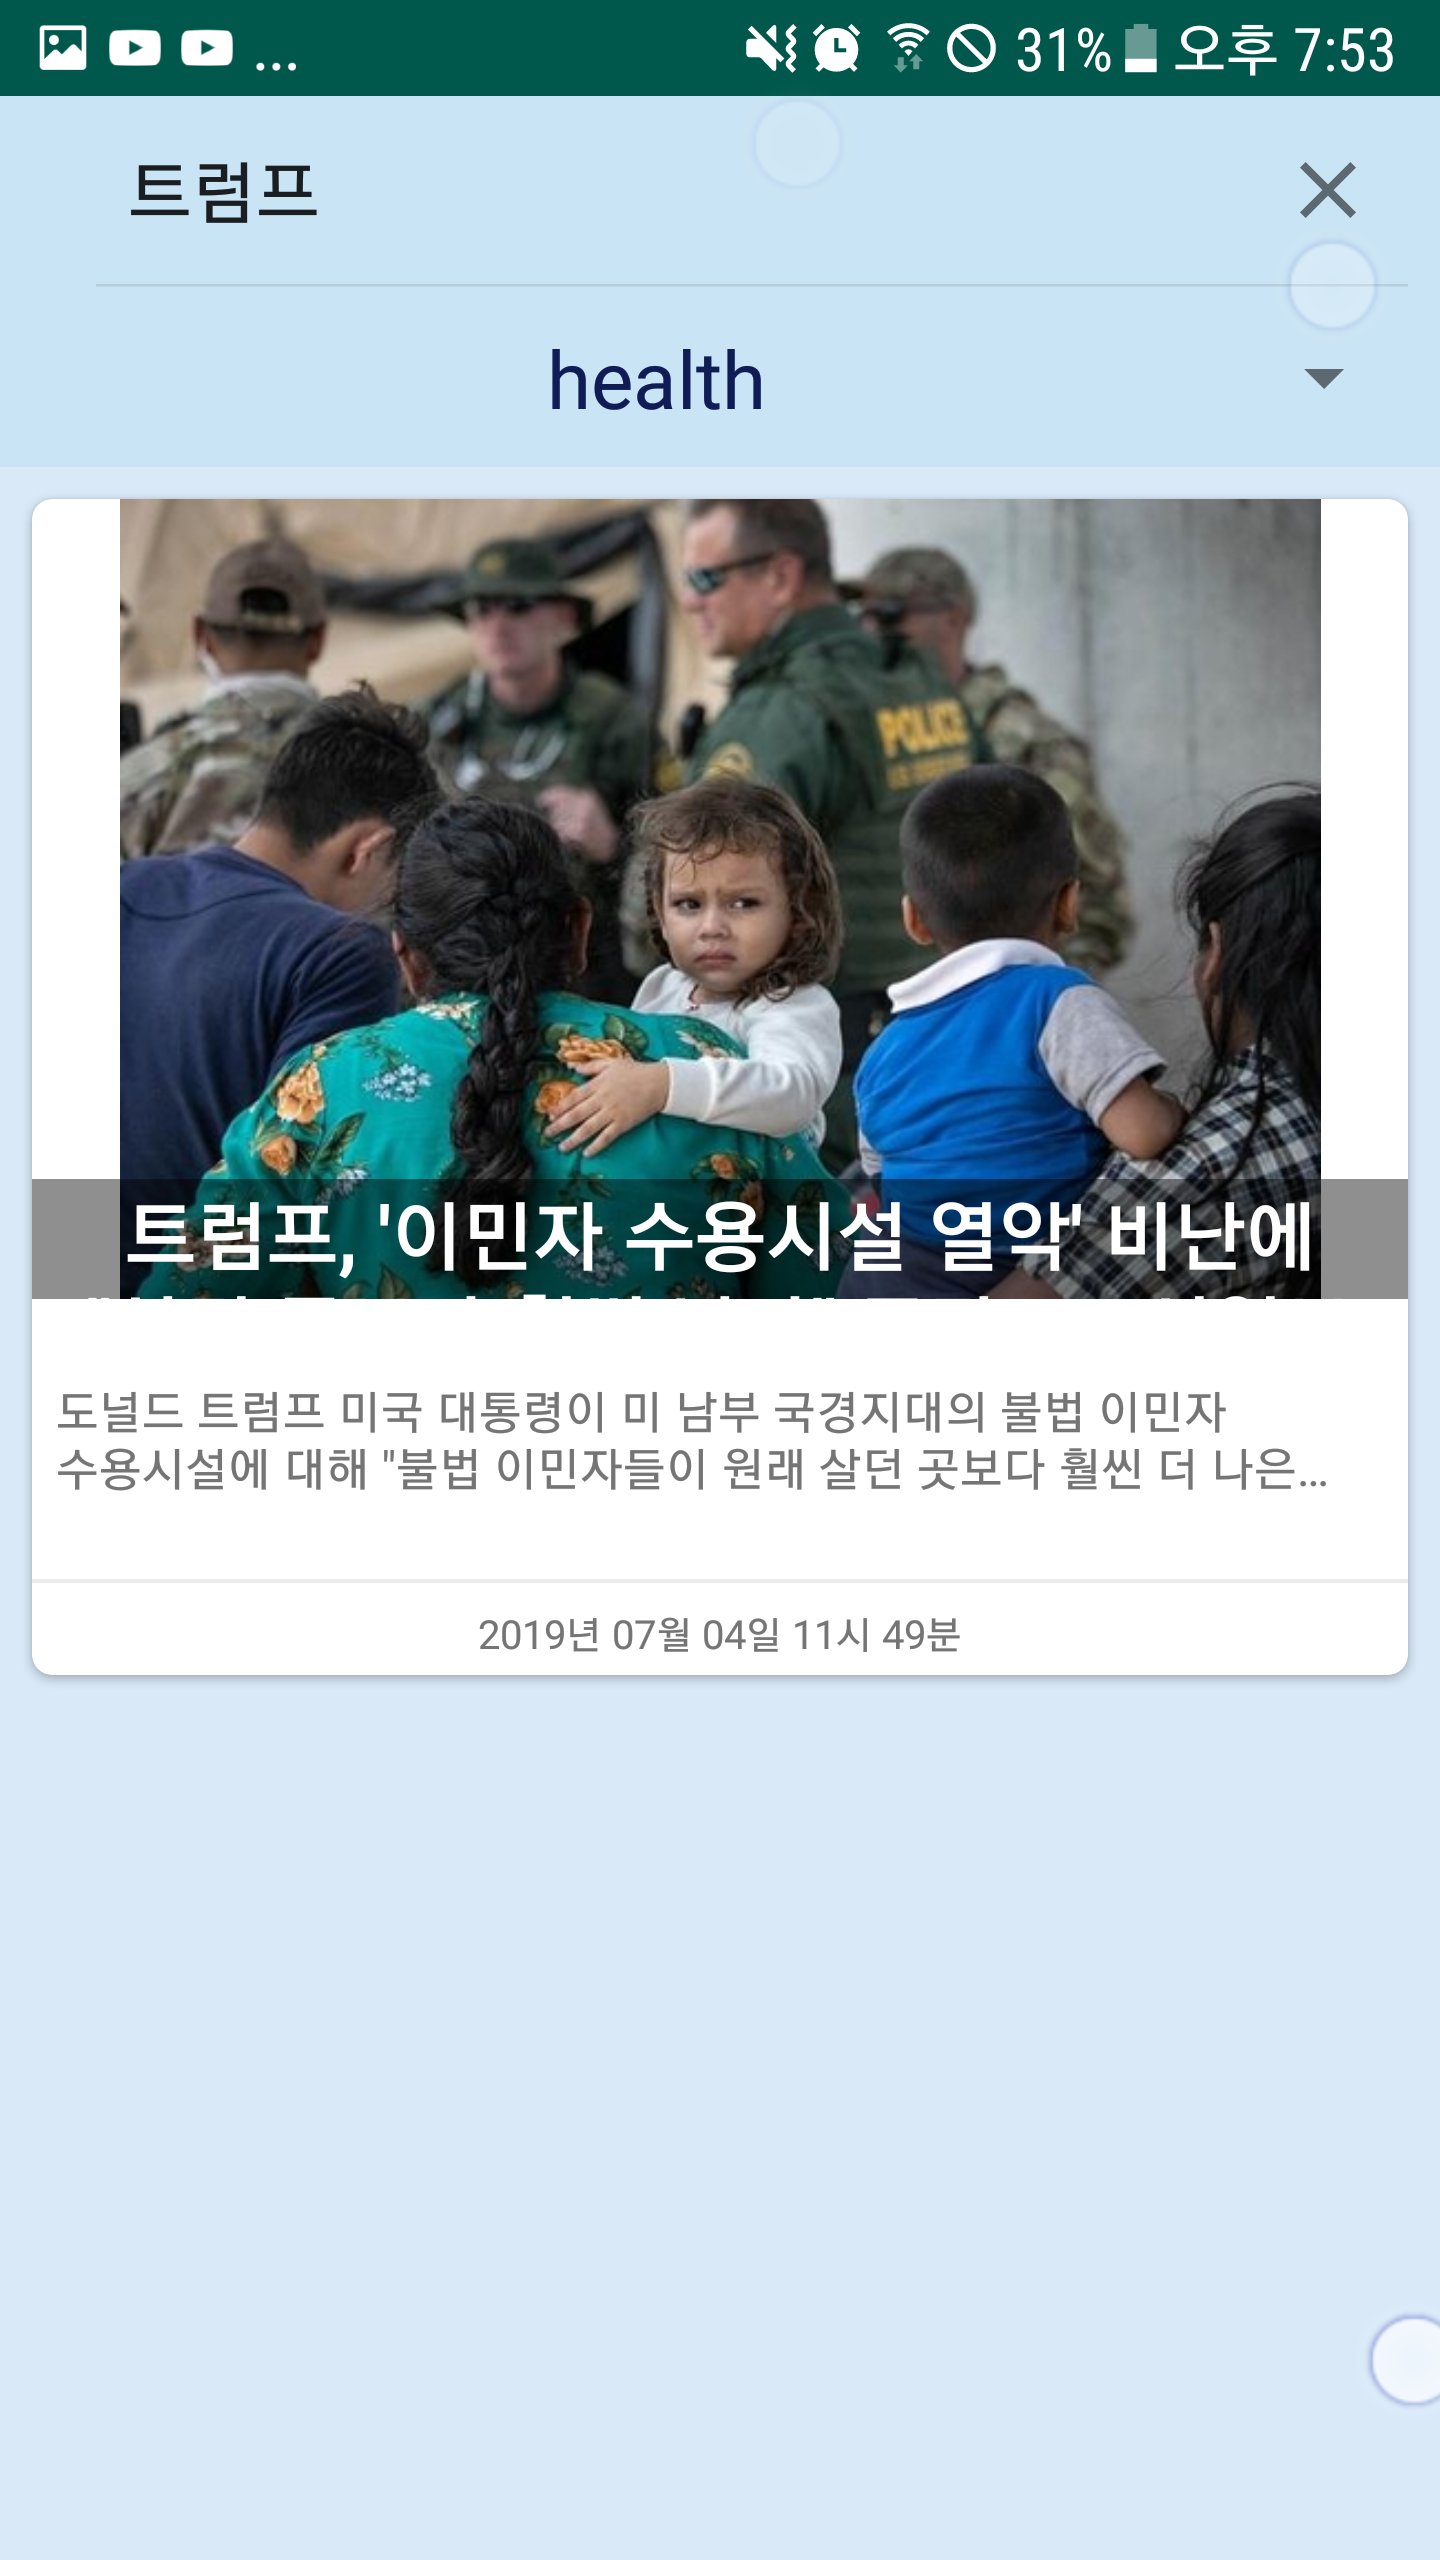 ... 31% 오후 7:53
트럼프
health
POLICE
트럼프, '이민자 수용시설 열악' 비난에
도널드 트럼프 미국 대통령이 미 남부 국경지대의 불법 이민자
수용시설에 대해 "불법 이민자들이 원래 살던 곳보다 훨씬 더 나은...
2019년 07월 04일 11시 49분